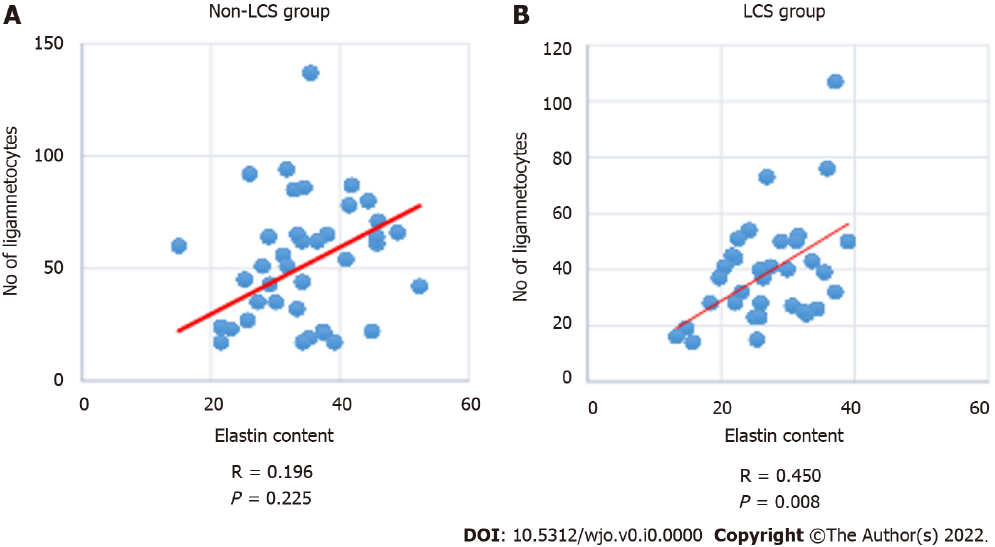 A
Non-LCS group
No of ligamnetocytes
150
100
50
0
0 20 40 60
Elastin content
R = 0.196
P = 0.225
B
LCS group
No of ligamnetocytes
120
100
80
60
40
20
0
0 20 40 60
Elastin content
R = 0.450
P = 0.008
DOI: 10.5312/wjo.v0.i0.0000 Copyright ©The Author(s) 2022.